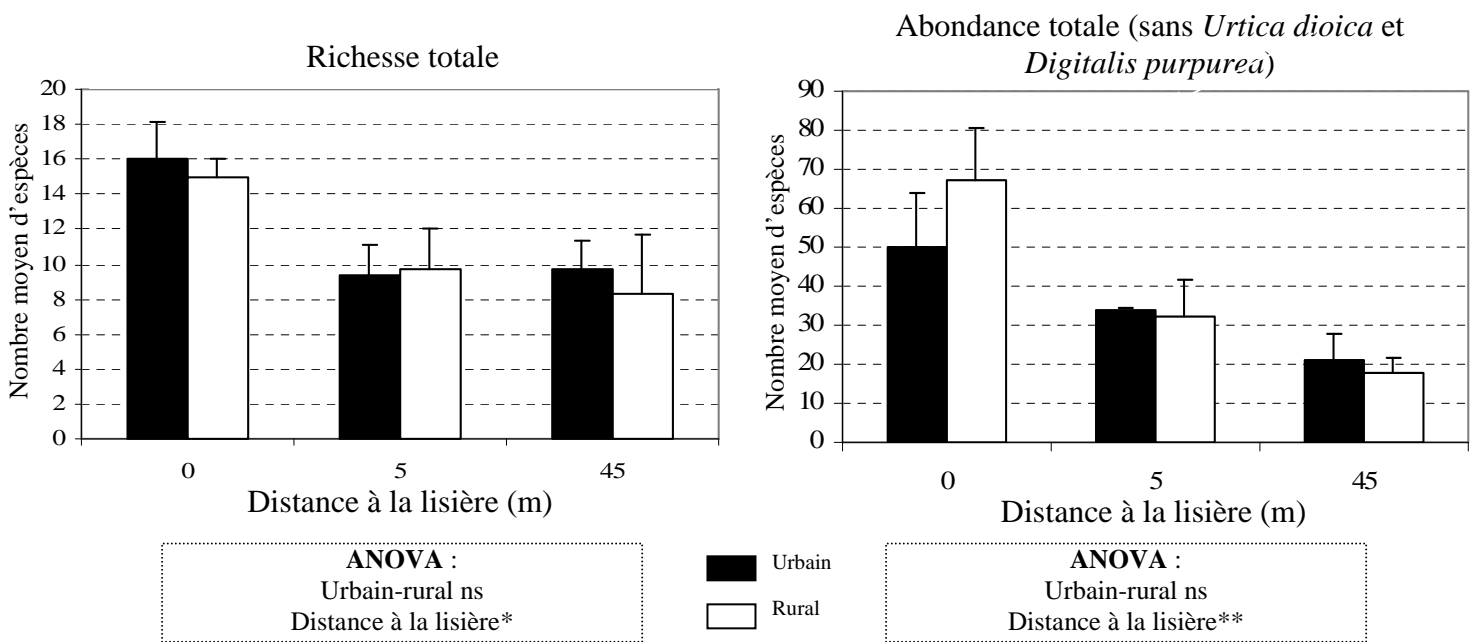 Richesse totale
Nombre moyen d'espèces
20
18
16
14
12
10
8
6
4
2
0
0 5 45
Distance à la lisière (m)
Abondance totale (sans Urtica dioica et
Digitalis purpurea)
Nombre moyen d'espèces
90
80
70
60
50
40
30
20
10
0
0 5 45
Distance à la lisière (m)
ANOVA :
Urbain-rural ns
Distance à la lisière*
Urbain
Rural
ANOVA :
Urbain-rural ns
Distance à la lisière**